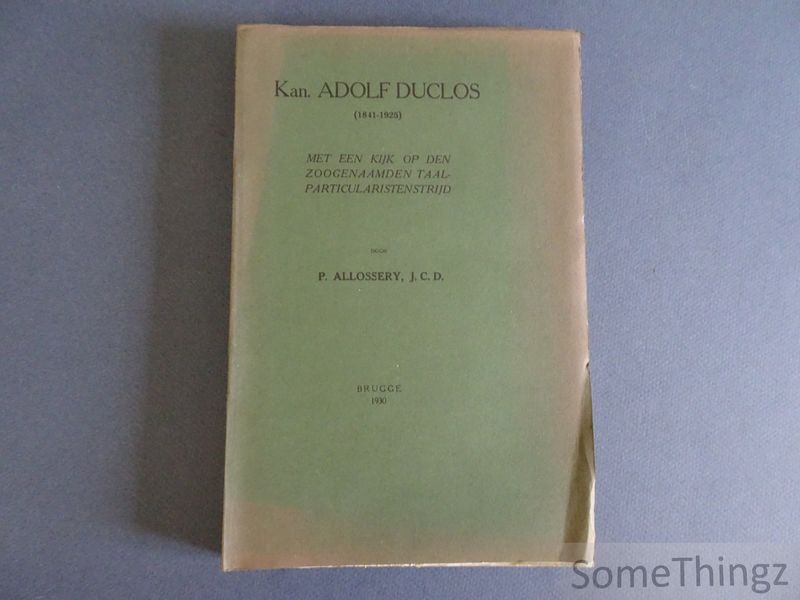 Kan. ADOLF DUCLOS
(1841-1925)
MET EEN KIJK OP DEN
ZOOGENAAMDEN TAAL-
PARTICULARISTENSTRIJD
DOOR
P. ALLOSSERY, J. C. D.
BRUGGE
1930
SomeThingz